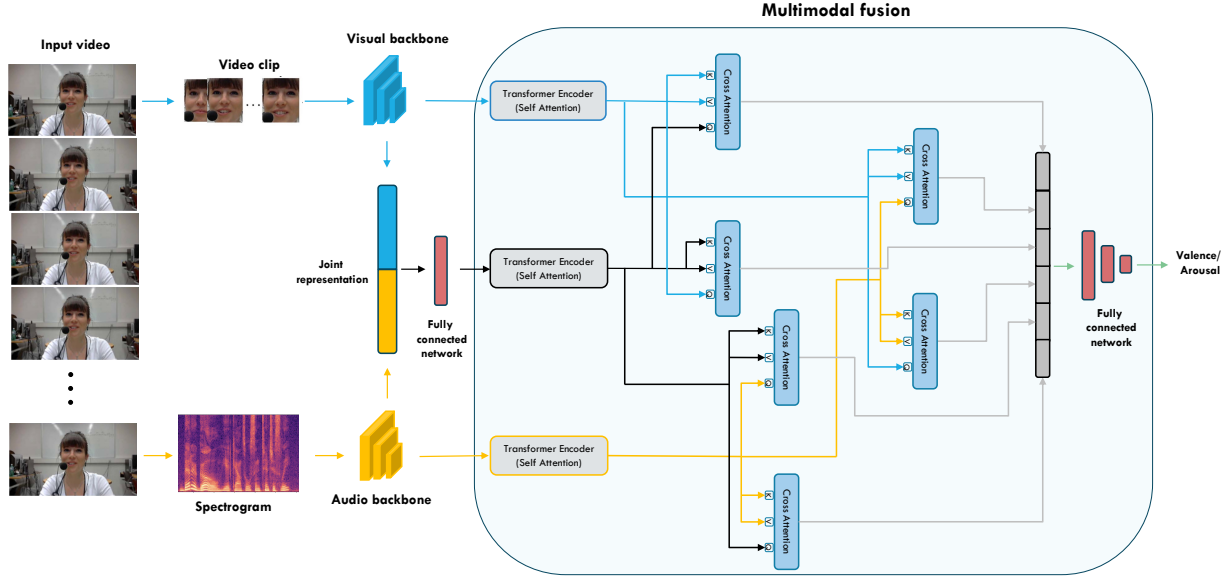 Multimodal fusion
Input video
Video clip
Visual backbone
Transformer Encoder
(Self Attention)
K
V
Q
Cross Attention
K
V
Q
Cross Attention
Joint
representation
Fully
connected
network
Transformer Encoder
(Self Attention)
K
V
Q
Cross Attention
K
V
Q
Cross Attention
K
V
Q
Cross Attention
Fully
connected
network
Valence/
Arousal
Spectrogram
Audio backbone
Transformer Encoder
(Self Attention)
K
V
Q
Cross Attention